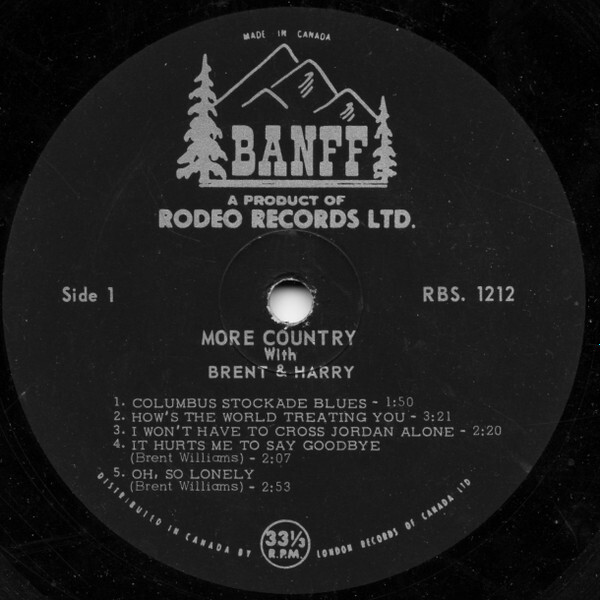 MADE IN CANADA
BANFF
A PRODUCT OF
RODEO RECORDS LTD.
Side 1
RBS. 1212
MORE COUNTRY
With
BRENT & HARRY
1. COLUMBUS STOCKADE BLUES - 1:50
2. HOW'S THE WORLD TREATING YOU - 3:21
3. I WON'T HAVE TO CROSS JORDAN ALONE - 2:20
4. IT HURTS ME TO SAY GOODBYE
(Brent Williams) - 2:07
5. OH, SO LONELY
(Brent Williams) - 2:53
DISTRIBUTED IN CANADA BY LONDON RECORDS OF CANADA LTD
33⅓
R.P.M.